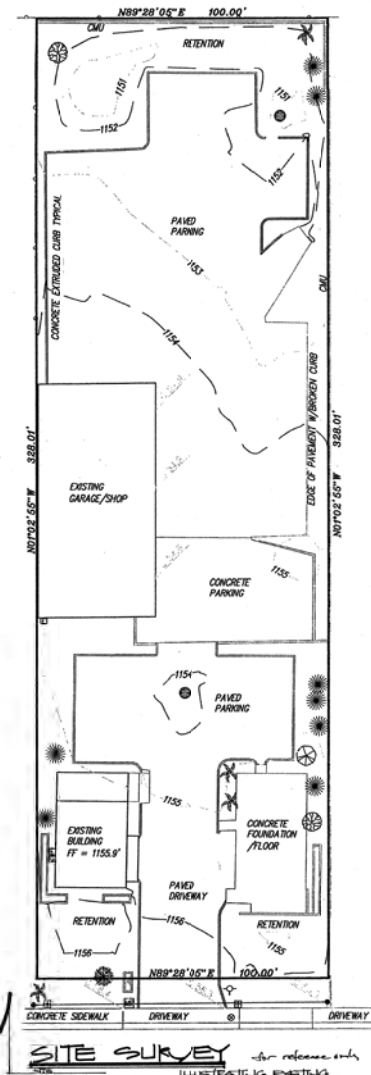 N89°28'05"E 100.00'
CMU
RETENTION
1151
1152
1151
1152
CONCRETE EXTRUDED CURB TYPICAL
PAVED
PARKING
1153
CMU
1154
EDGE OF PAVEMENT W/BROKEN CURB
N01°02'55"W 328.01'
N01°02'55"W 328.01'
EXISTING
GARAGE/SHOP
CONCRETE
PARKING
1155
1154
PAVED
PARKING
1155
EXISTING
BUILDING
FF = 1155.9'
CONCRETE
FOUNDATION
/FLOOR
PAVED
DRIVEWAY
RETENTION
1156
1156
RETENTION
1155
N89°28'05"E 100.00'
CONCRETE SIDEWALK
DRIVEWAY
DRIVEWAY
SITE SURVEY
for reference only
ILLUSTRATING EXISTING